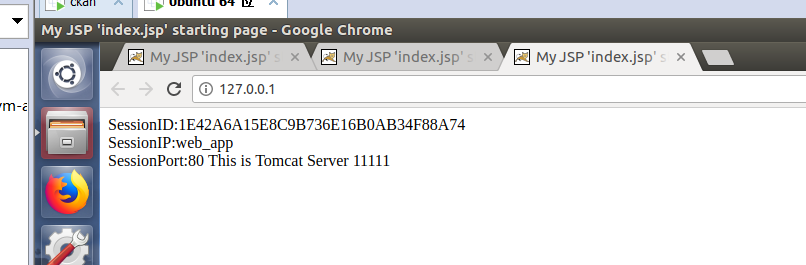 ckan
Ubuntu 64
My JSP 'index.jsp' starting page - Google Chrome
My JSP 'index.jsp' s
My JSP 'index.jsp' s
My JSP 'index.jsp' s
127.0.0.1
ym-a
SessionID:1E42A6A15E8C9B736E16B0AB34F88A74
SessionIP:web_app
SessionPort:80 This is Tomcat Server 11111